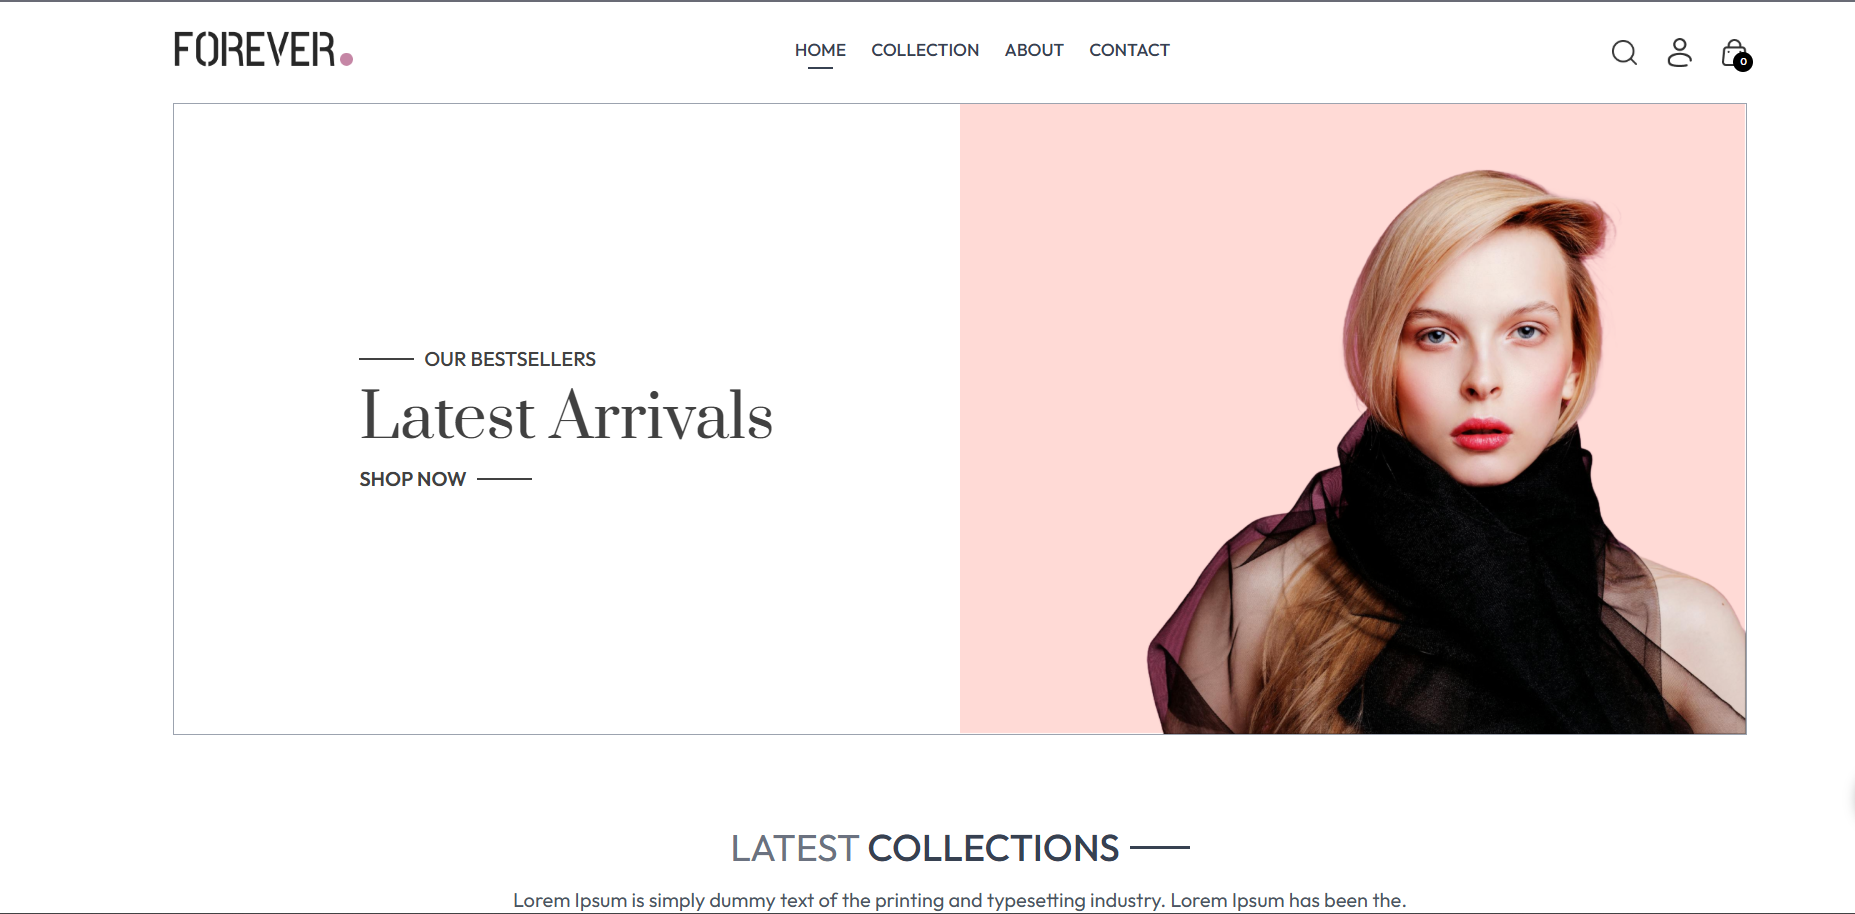 FOREVER.
HOME COLLECTION ABOUT CONTACT
0
OUR BESTSELLERS
Latest Arrivals
SHOP NOW
LATEST COLLECTIONS
Lorem Ipsum is simply dummy text of the printing and typesetting industry. Lorem Ipsum has been the.